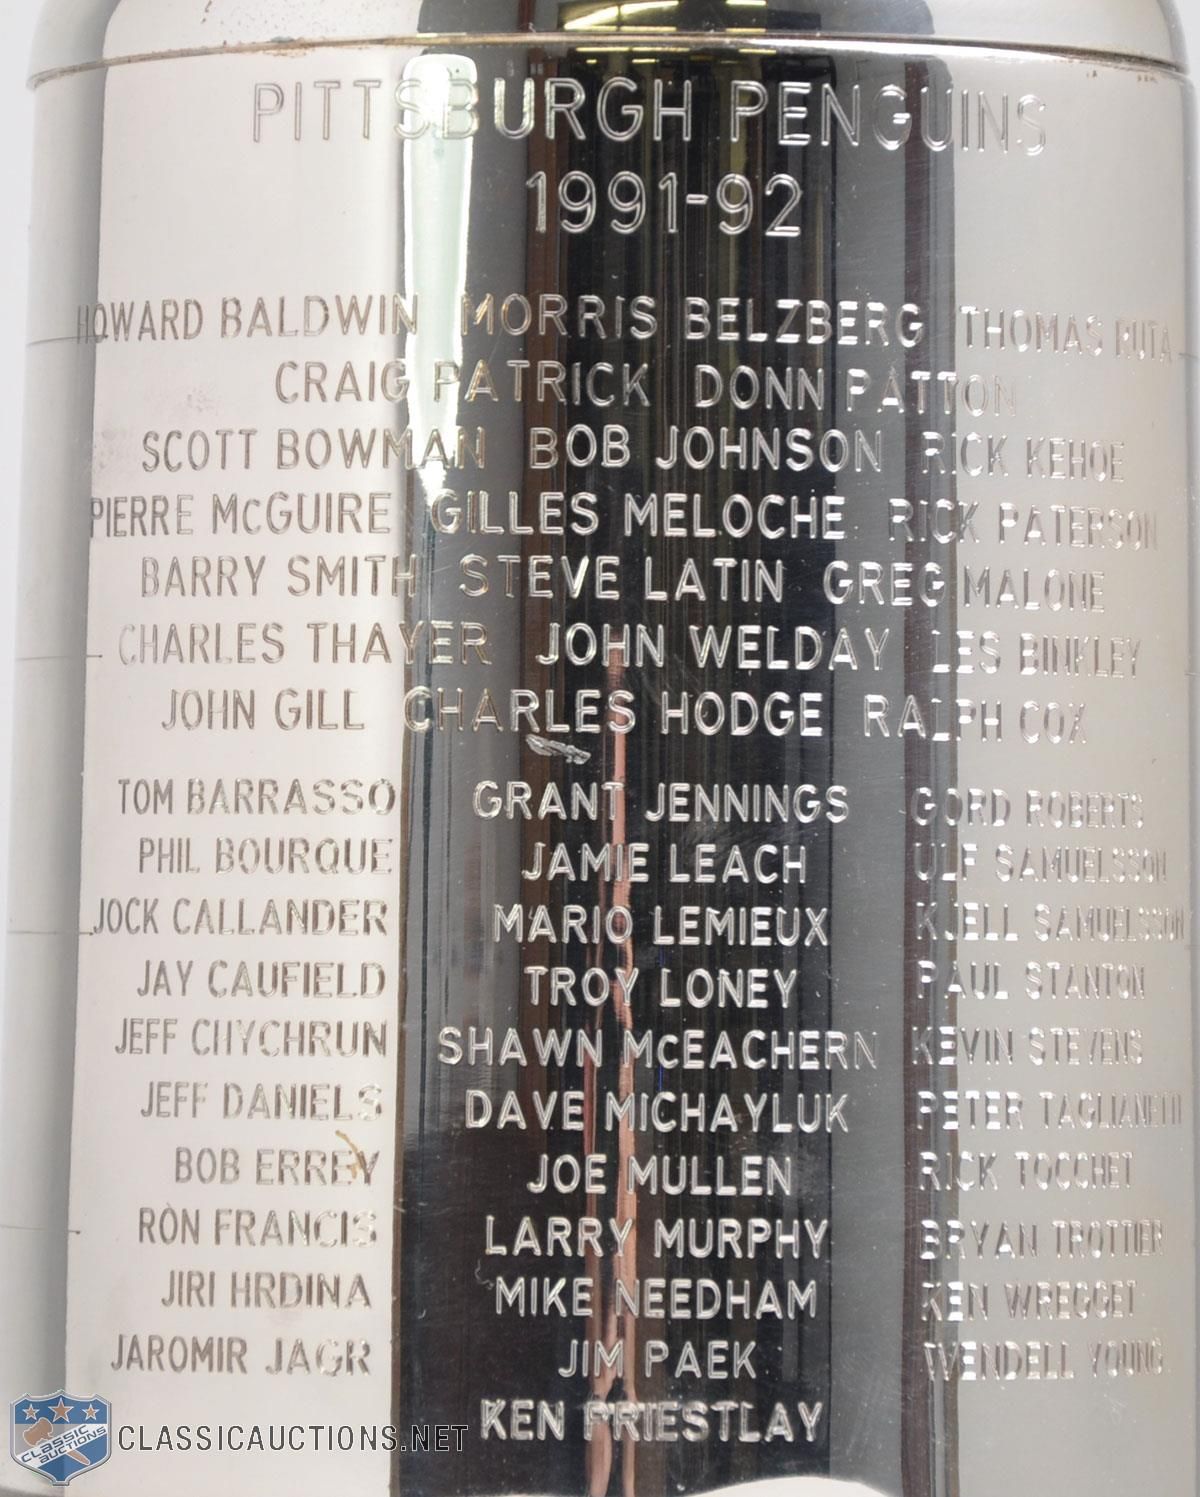 PITTSBURGH PENGUINS
1991-92
HOWARD BALDWIN MORRIS BELZBERG THOMAS RUTA
CRAIG PATRICK DONN PATTON
SCOTT BOWMAN BOB JOHNSON RICK KEHOE
PIERRE McGUIRE GILLES MELOCHE RICK PATERSON
BARRY SMITH STEVE LATIN GREG MALONE
CHARLES THAYER JOHN WELDAY LES BINKLEY
JOHN GILL CHARLES HODGE RALPH COX
TOM BARRASSO GRANT JENNINGS GORD ROBERTS
PHIL BOURQUE JAMIE LEACH ULF SAMUELSSON
JOCK CALLANDER MARIO LEMIEUX KJELL SAMUELSSON
JAY CAUFIELD TROY LONEY PAUL STANTON
JEFF CHYCHRUN SHAWN McEACHERN KEVIN STEVENS
JEFF DANIELS DAVE MICHAYLUK PETER TAGLIANETTI
BOB ERREY JOE MULLEN RICK TOCCHET
RON FRANCIS LARRY MURPHY BRYAN TROTTIER
JIRI HRDINA MIKE NEEDHAM KEN WREGGET
JAROMIR JAGR JIM PAEK WENDELL YOUNG
KEN PRIESTLAY
CLASSIC AUCTIONS
CLASSICAUCTIONS.NET